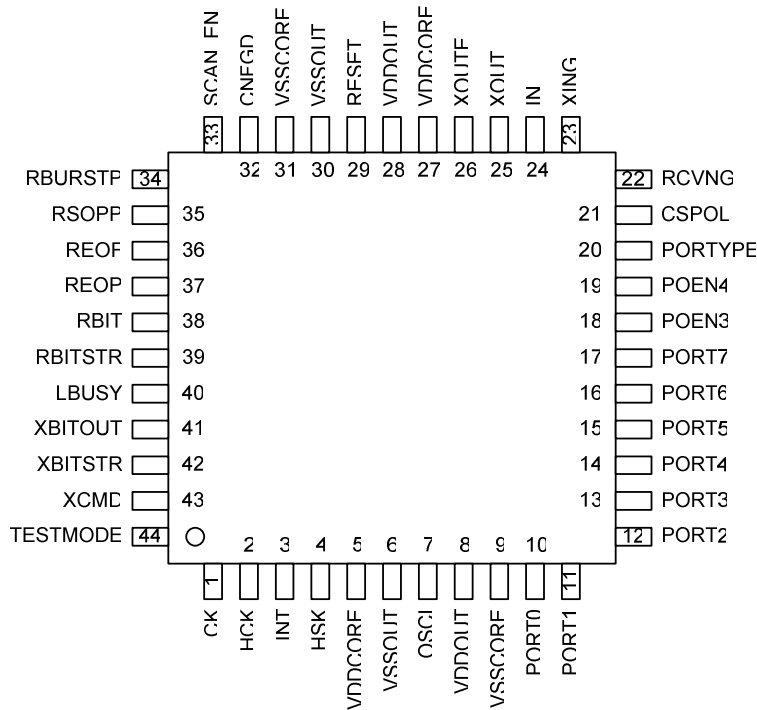 SCAN_EN
CNFGD
VSSCORE
VSSOUT
RESET
VDDOUT
VDDCORE
XOUTE
XOUT
IN
XING
33
32
31
30
29
28
27
26
25
24
23
RBURSTP 34
22 RCVNG
RSOPP 35
21 CSPOL
REOF 36
20 PORTYPE
REOP 37
19 POEN4
RBIT 38
18 POEN3
RBITSTR 39
17 PORT7
LBUSY 40
16 PORT6
XBITOUT 41
15 PORT5
XBITSTR 42
14 PORT4
XCMD 43
13 PORT3
TESTMODE 44
12 PORT2
1
2
3
4
5
6
7
8
9
10
11
CK
HCK
INT
HSK
VDDCORE
VSSOUT
OSCI
VDDOUT
VSSCORE
PORT0
PORT1